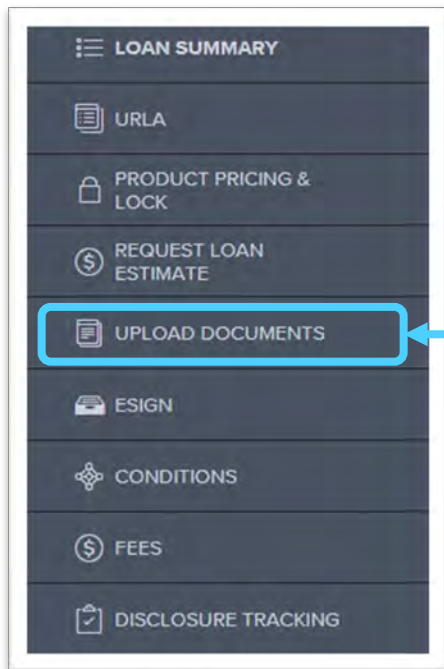 LOAN SUMMARY
URLA
PRODUCT PRICING &
LOCK
REQUEST LOAN
ESTIMATE
UPLOAD DOCUMENTS
ESIGN
CONDITIONS
FEES
DISCLOSURE TRACKING